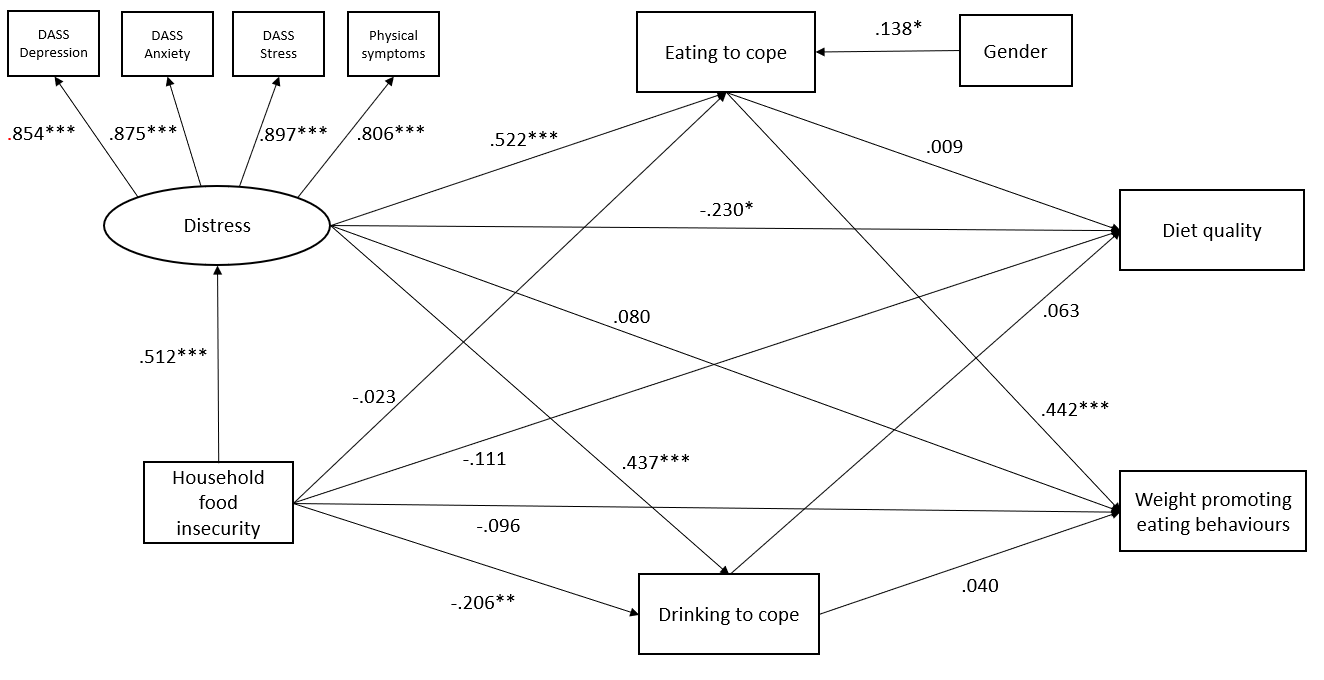 DASS
Depression
DASS
Anxiety
DASS
Stress
Physical
symptoms
Eating to cope
.138*
Gender
.854***
.875***
.897***
.806***
.522***
.009
Distress
-.230*
Diet quality
.080
.063
.512***
-.023
.442***
-.111
.437***
Household
food
insecurity
-.096
Weight promoting
eating behaviours
-.206**
Drinking to cope
.040